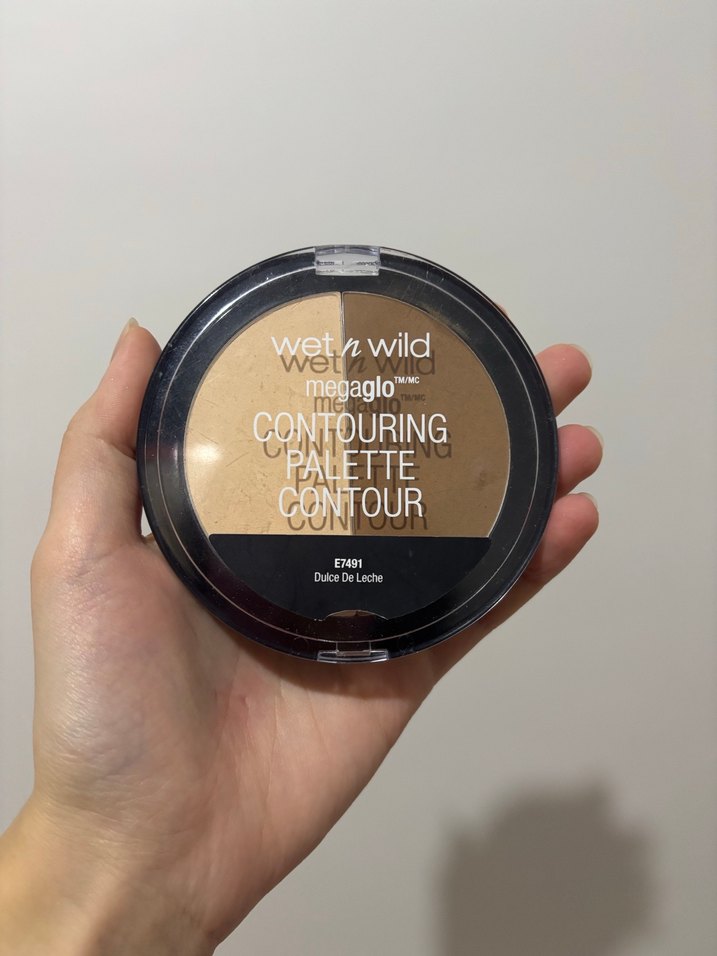 wet n wild
megaglo™/MC
CONTOURING
PALETTE
CONTOUR
E7491
Dulce De Leche